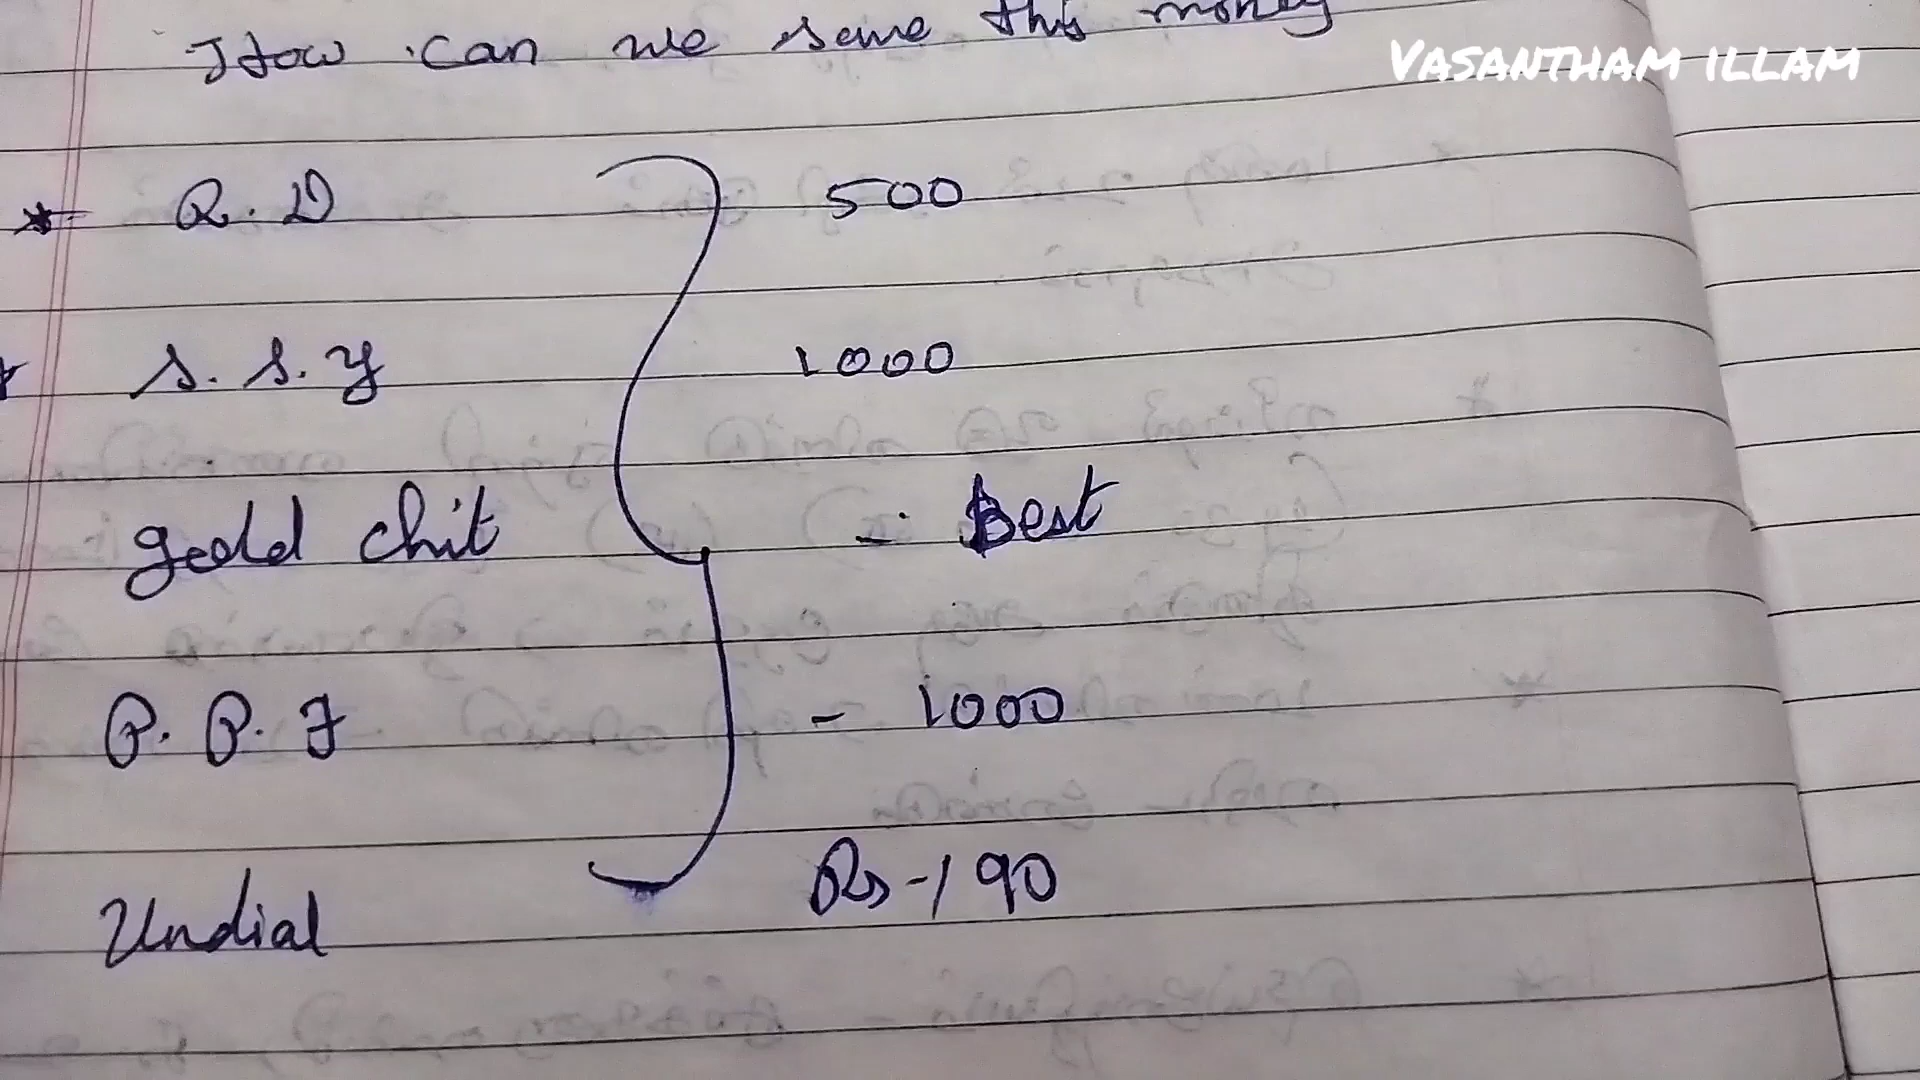 How can we save this money
VASANTHAM ILLAM
* R.D 500
* S.S.Y 1000
gold chit - Best
P.P.F - 1000
Undial Rs-190